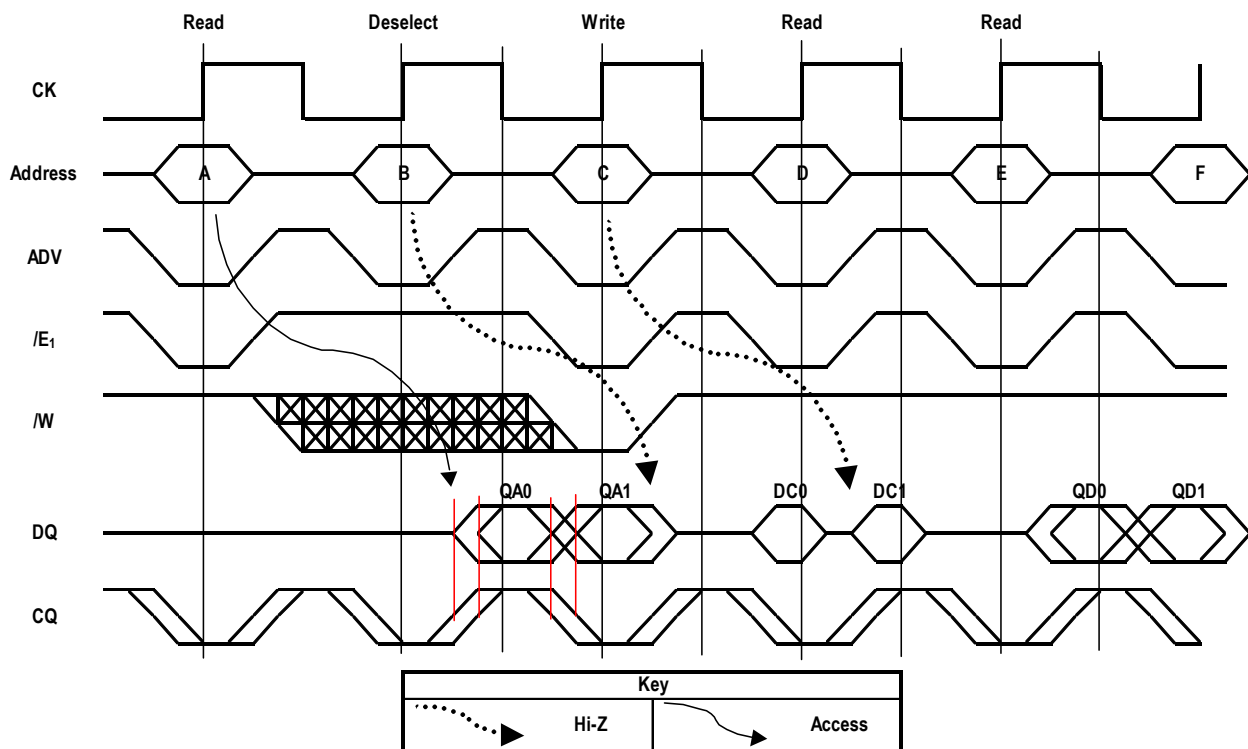 Read Deselect Write Read Read
CK
Address A B C D E F
ADV
/E1
/W
QA0 QA1 DC0 DC1 QD0 QD1
DQ
CQ
Key
Hi-Z Access